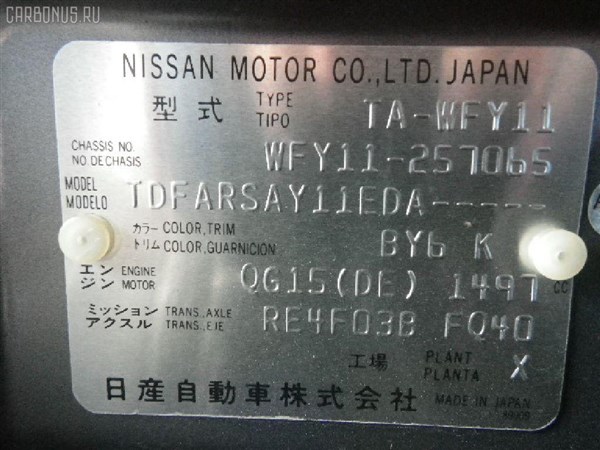 CARBONUS.RU
NISSAN MOTOR CO.,LTD. JAPAN
型式 TYPE TIPO TA-WFY11
CHASSIS NO. NO.DE CHASIS WFY11-257065
MODEL MODELO TDFARSAY11EDA-----
カラー COLOR,TRIM
トリム COLOR,GUARNICION BY6 K
エンジン ENGINE MOTOR QG15(DE) 1497 CC
ミッション TRANS.,AXLE
アクスル TRANS.,EJE RE4F03B FQ40
工場 PLANT PLANTA X
日産自動車株式会社 MADE IN JAPAN